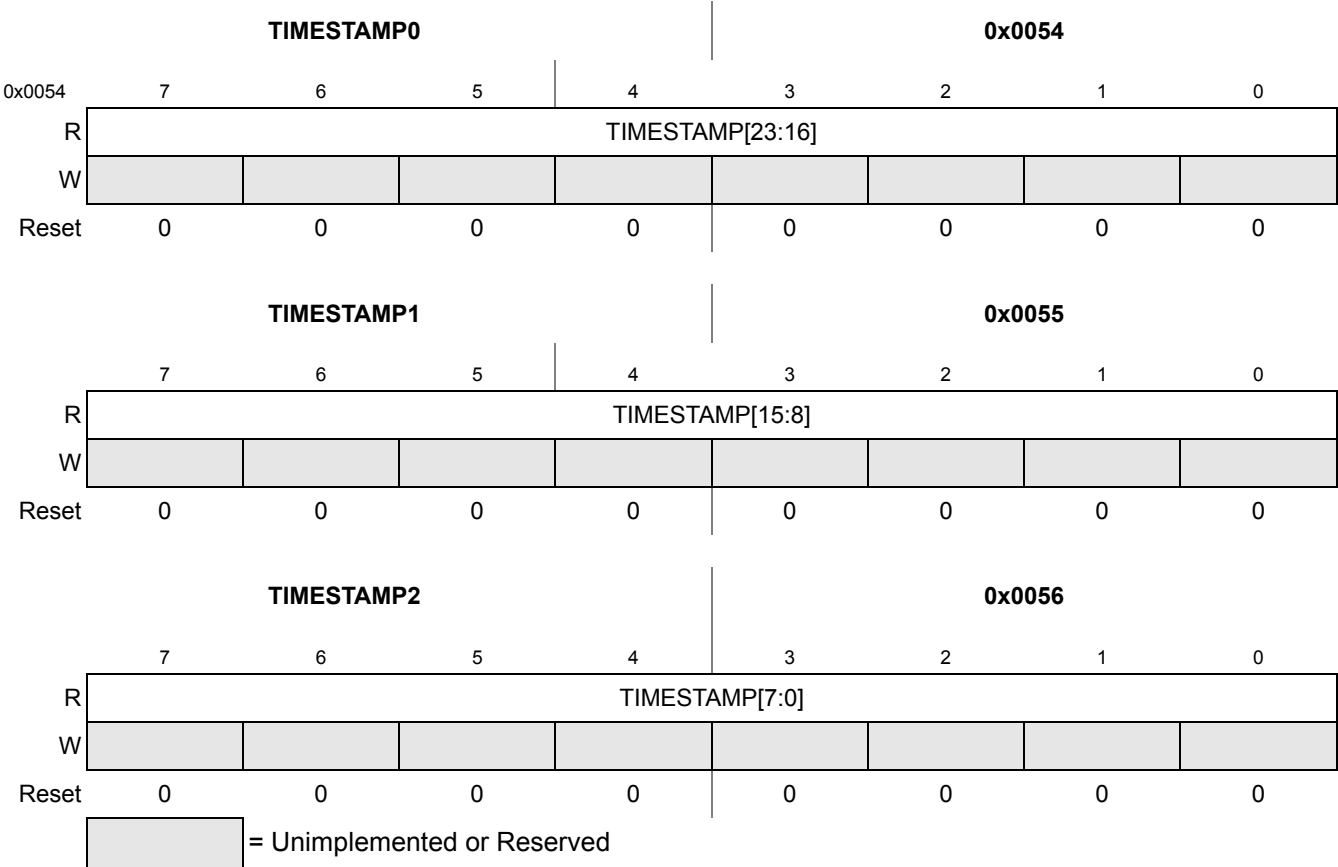 TIMESTAMP0 0x0054
0x0054 7 6 5 4 3 2 1 0
R TIMESTAMP[23:16]
W
Reset 0 0 0 0 0 0 0 0
TIMESTAMP1 0x0055
7 6 5 4 3 2 1 0
R TIMESTAMP[15:8]
W
Reset 0 0 0 0 0 0 0 0
TIMESTAMP2 0x0056
7 6 5 4 3 2 1 0
R TIMESTAMP[7:0]
W
Reset 0 0 0 0 0 0 0 0
= Unimplemented or Reserved